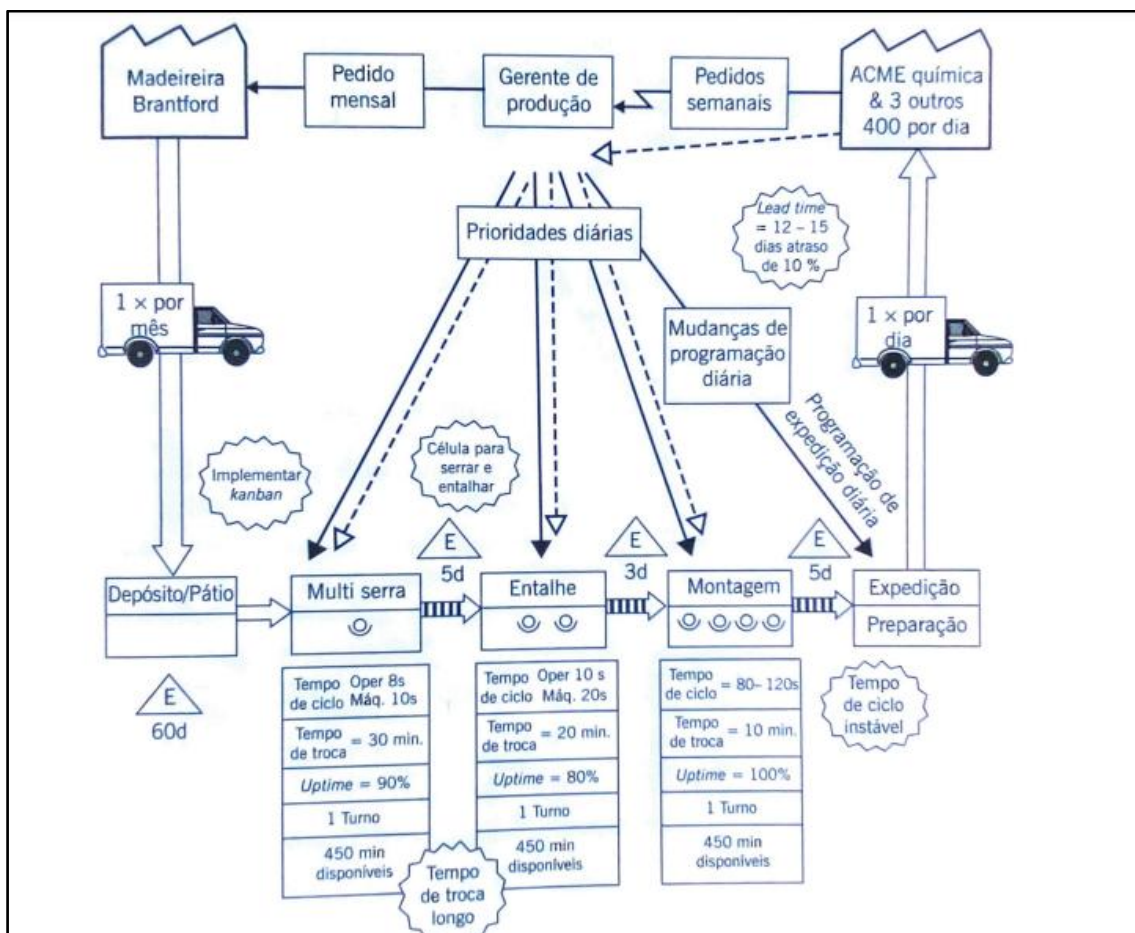 Madeireira
Brantford
Pedido
mensal
Gerente de
produção
Pedidos
semanais
ACME química
& 3 outros
400 por dia
Prioridades diárias
Lead time
= 12 – 15
dias atraso
de 10 %
1 × por
mês
Mudanças de
programação
diária
1 × por
dia
Programação de
expedição diária
Implementar
kanban
Célula para
serrar e
entalhar
E
5d
E
3d
E
5d
Depósito/Pátio
Multi serra
Entalhe
Montagem
Expedição
Preparação
E
60d
Tempo Oper 8s
de ciclo Máq. 10s
Tempo
de troca = 30 min.
Uptime = 90%
1 Turno
450 min
disponíveis
Tempo Oper 10 s
de ciclo Máq. 20s
Tempo
de troca = 20 min.
Uptime = 80%
1 Turno
450 min
disponíveis
Tempo
de ciclo = 80– 120s
Tempo
de troca = 10 min.
Uptime = 100%
1 Turno
450 min
disponíveis
Tempo
de ciclo
instável
Tempo
de troca
longo